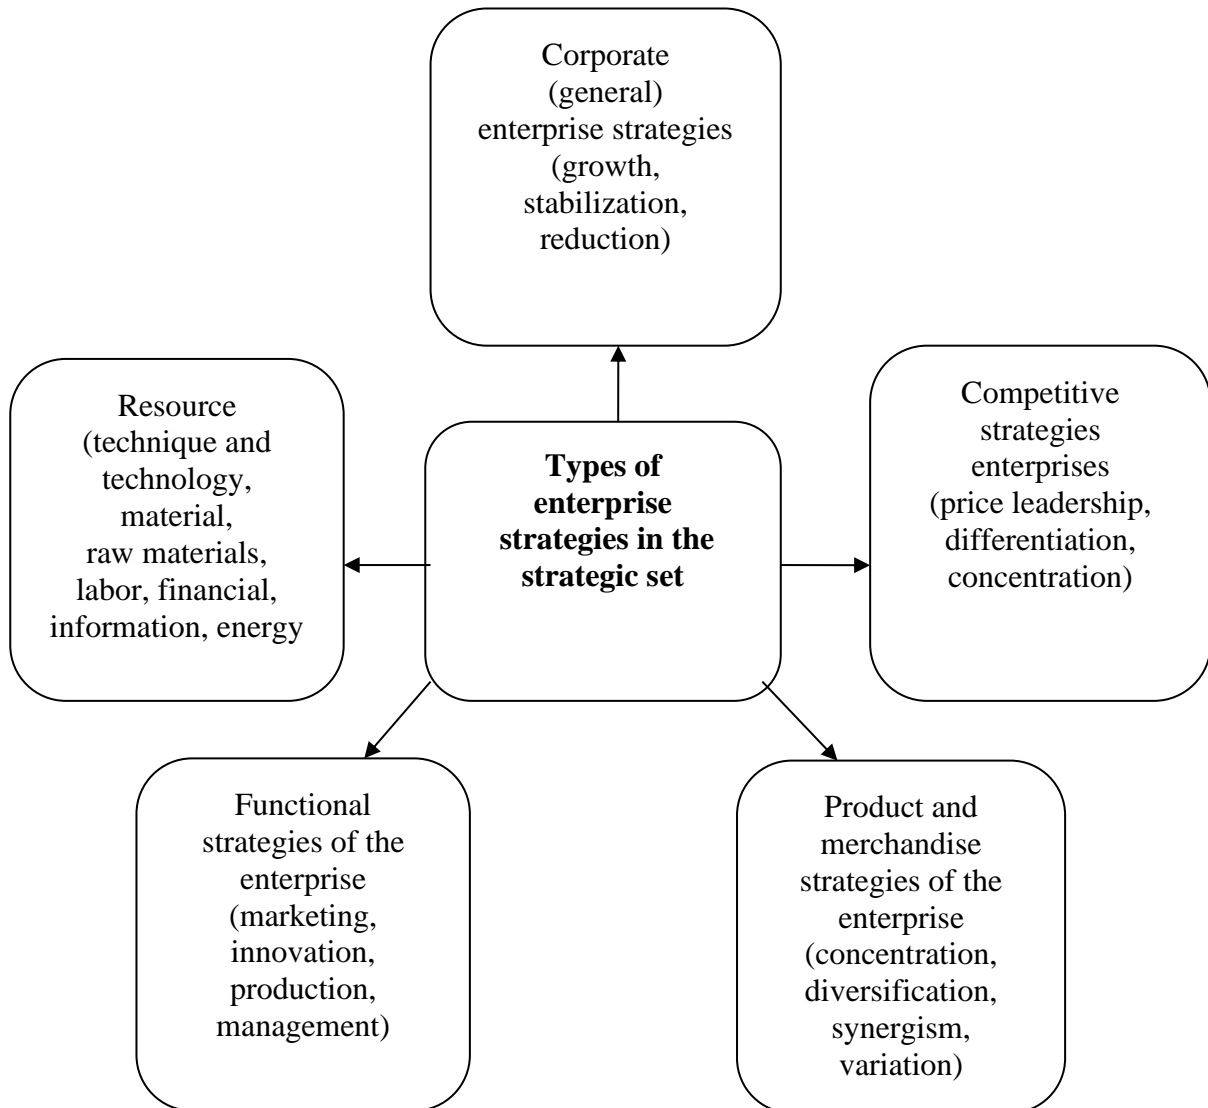 Corporate
(general)
enterprise strategies
(growth,
stabilization,
reduction)
Resource
(technique and
technology,
material,
raw materials,
labor, financial,
information, energy
Types of
enterprise
strategies in the
strategic set
Competitive
strategies
enterprises
(price leadership,
differentiation,
concentration)
Functional
strategies of the
enterprise
(marketing,
innovation,
production,
management)
Product and
merchandise
strategies of the
enterprise
(concentration,
diversification,
synergism,
variation)